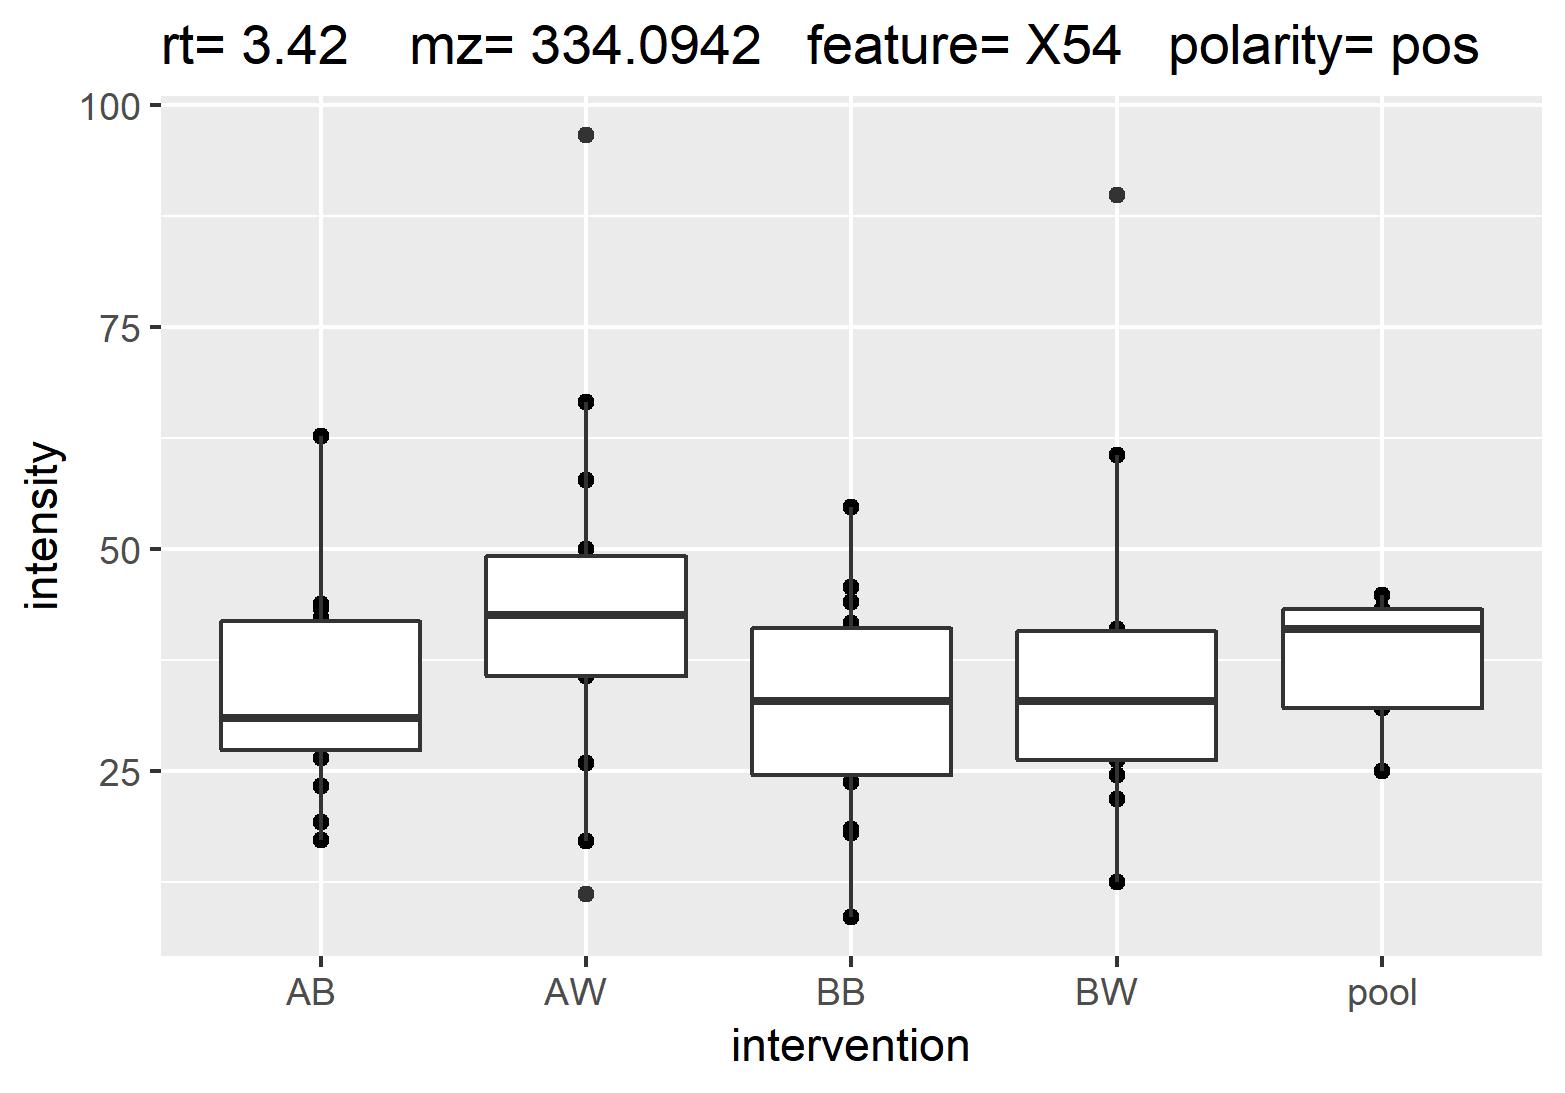 rt= 3.42 mz= 334.0942 feature= X54 polarity= pos
100
75
50
25
intensity
AB AW BB BW pool
intervention